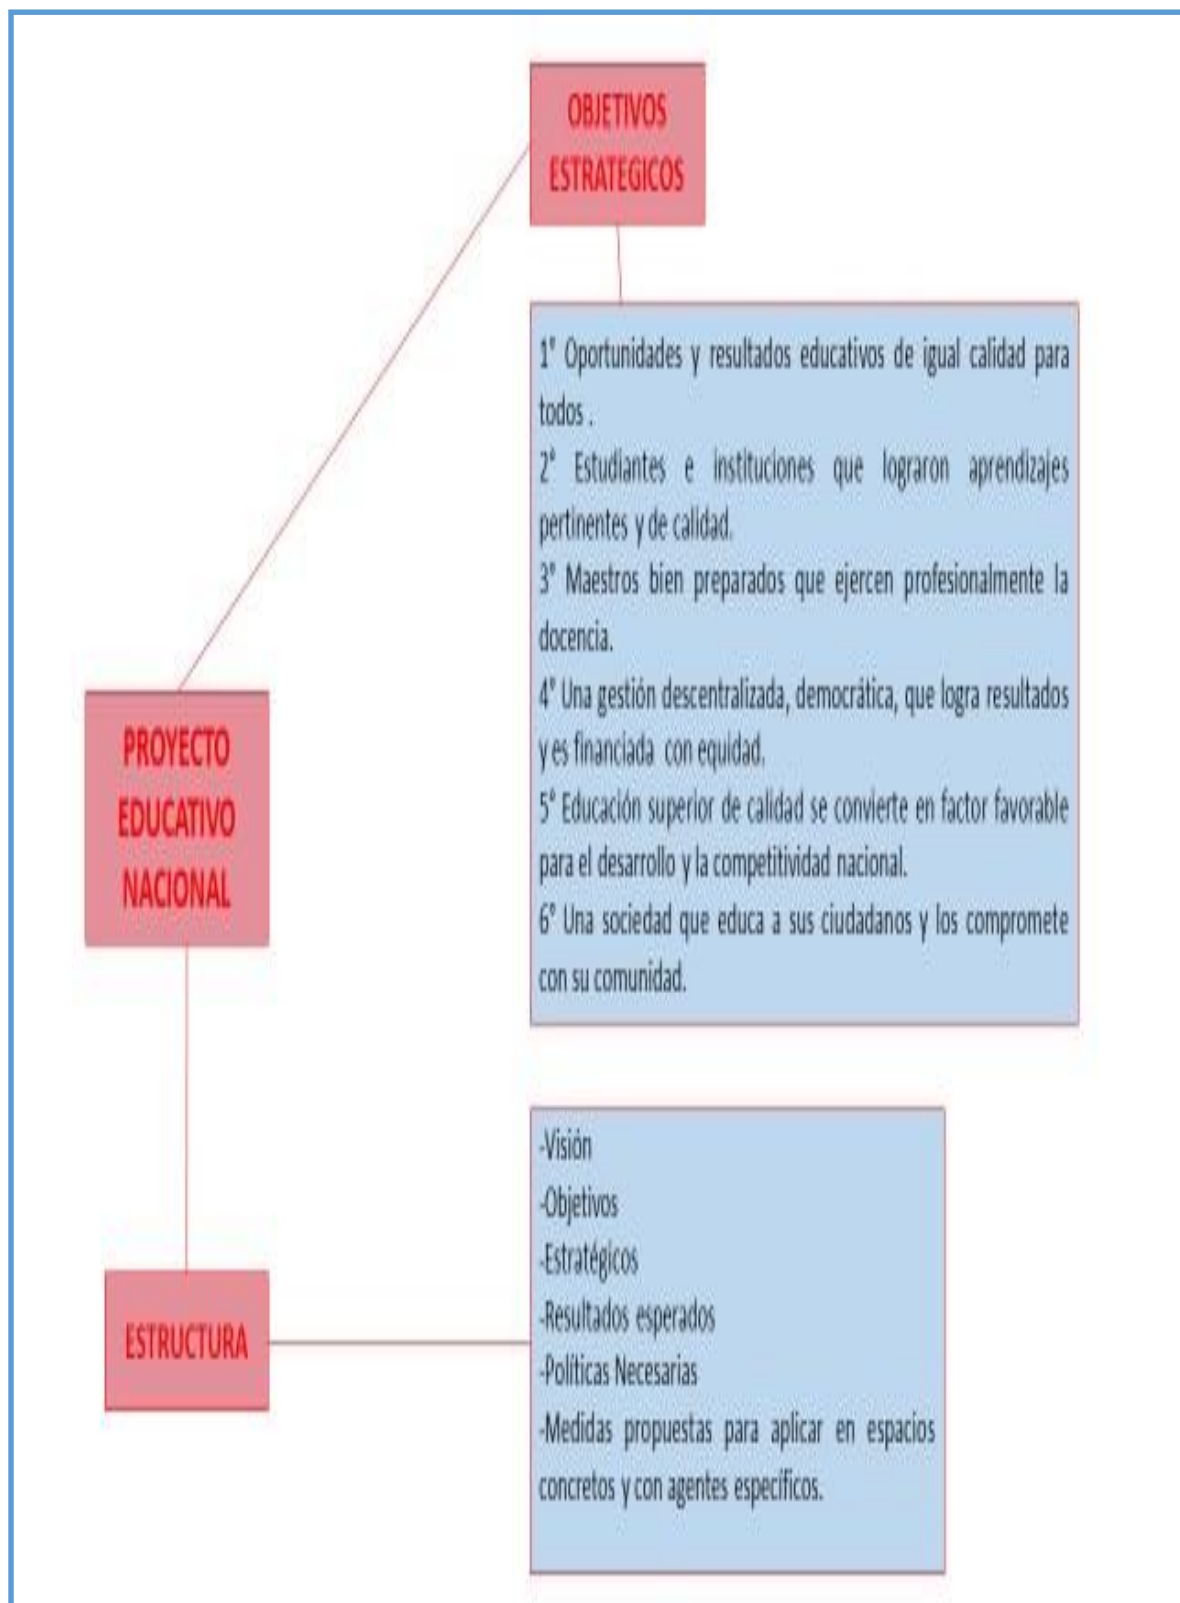 OBJETIVOS
ESTRATEGICOS
1° Oportunidades y resultados educativos de igual calidad para
todos .
2° Estudiantes e instituciones que lograron aprendizajes
pertinentes y de calidad.
3° Maestros bien preparados que ejercen profesionalmente la
docencia.
4° Una gestión descentralizada, democrática, que logra resultados
y es financiada con equidad.
5° Educación superior de calidad se convierte en factor favorable
para el desarrollo y la competitividad nacional.
6° Una sociedad que educa a sus ciudadanos y los compromete
con su comunidad.
PROYECTO
EDUCATIVO
NACIONAL
ESTRUCTURA
-Visión
-Objetivos
-Estratégicos
-Resultados esperados
-Políticas Necesarias
-Medidas propuestas para aplicar en espacios
concretos y con agentes específicos.